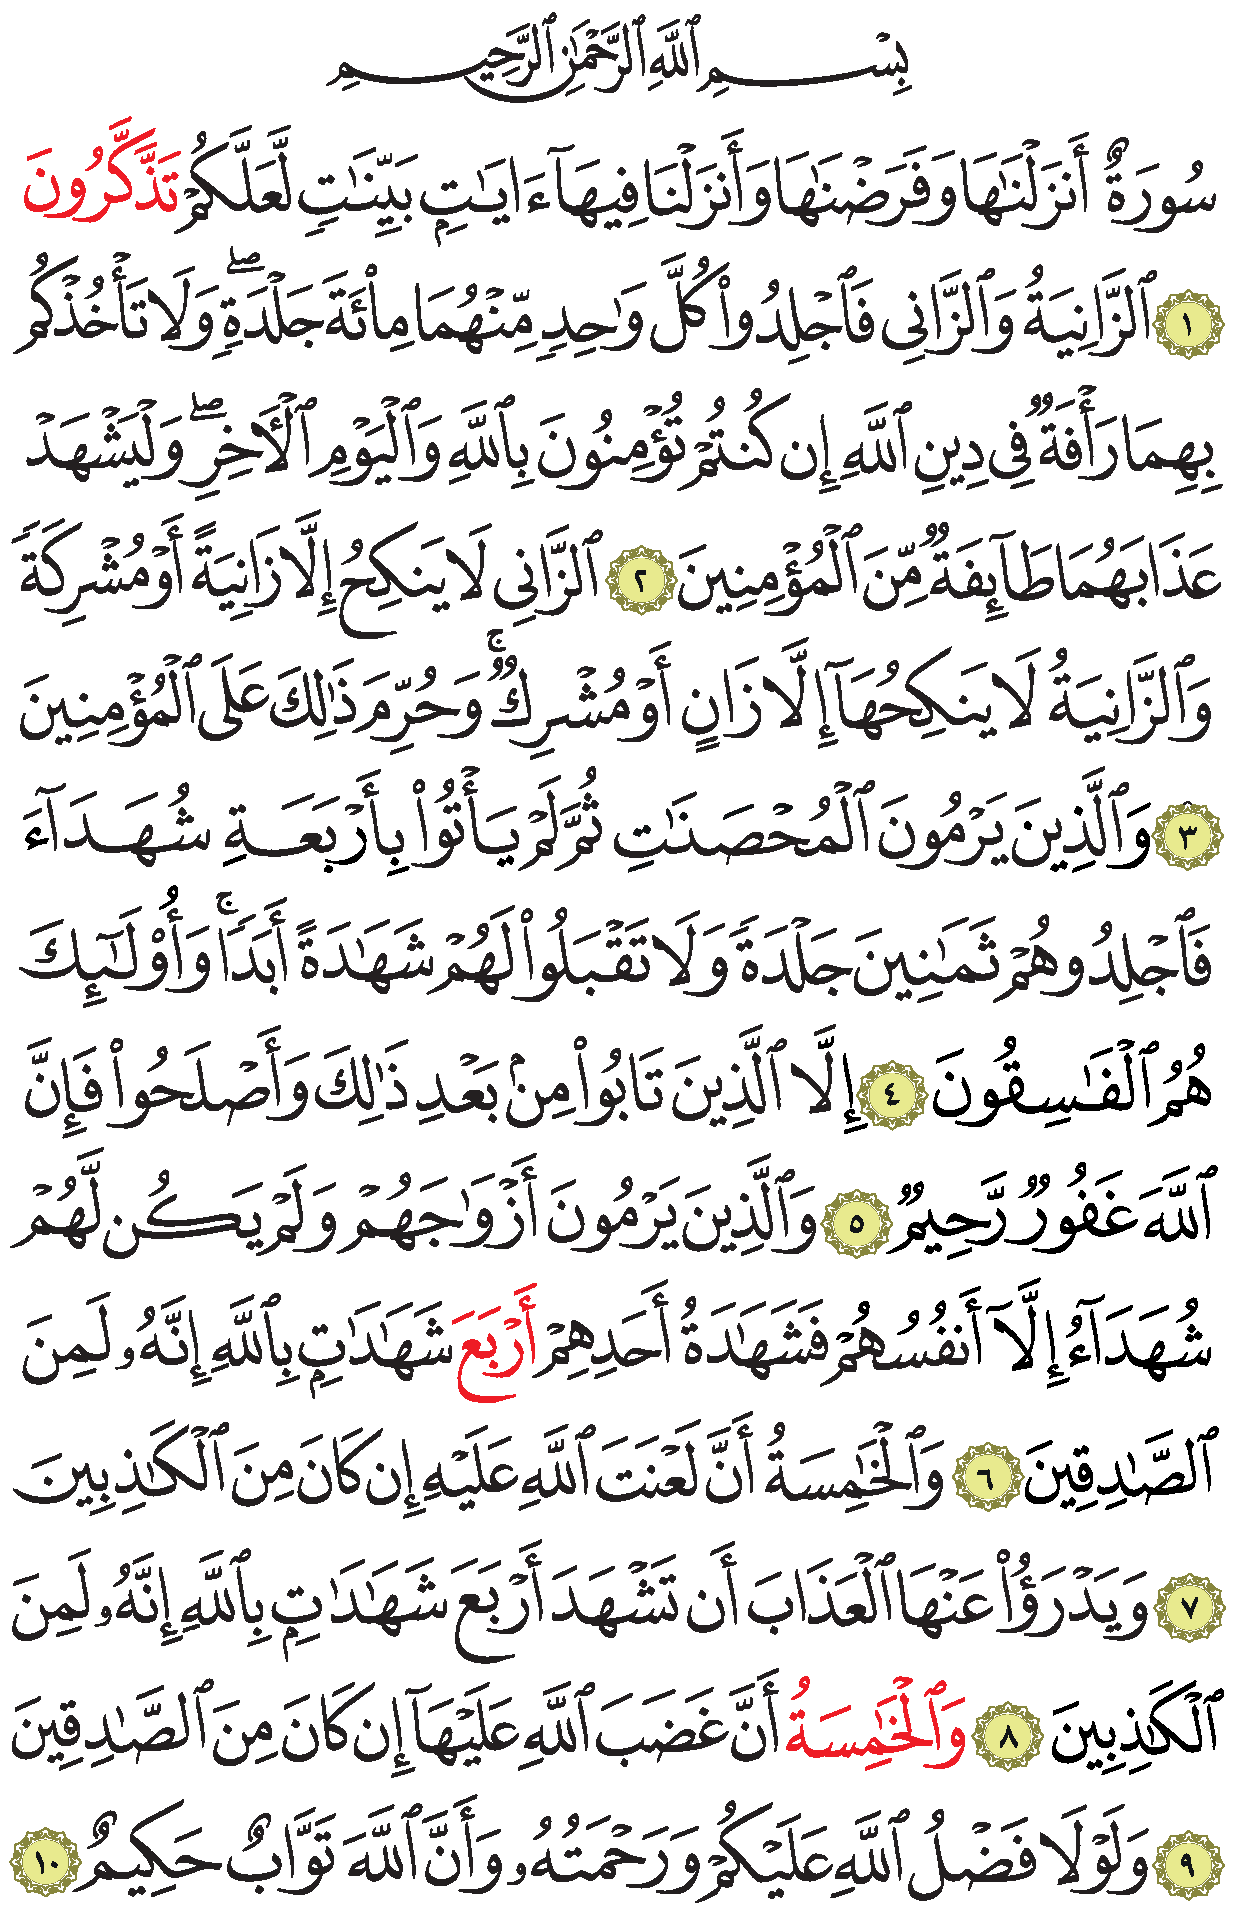 بِسْمِ ٱللَّهِ ٱلرَّحْمَٰنِ ٱلرَّحِيمِ
سُورَةٌ أَنزَلْنَٰهَا وَفَرَضْنَٰهَا وَأَنزَلْنَا فِيهَآ ءَايَٰتٍۭ بَيِّنَٰتٍ لَّعَلَّكُمْ تَذَّكَّرُونَ
١ ٱلزَّانِيَةُ وَٱلزَّانِى فَٱجْلِدُوا۟ كُلَّ وَٰحِدٍ مِّنْهُمَا مِا۟ئَةَ جَلْدَةٍ ۖ وَلَا تَأْخُذْكُم
بِهِمَا رَأْفَةٌ فِى دِينِ ٱللَّهِ إِن كُنتُمْ تُؤْمِنُونَ بِٱللَّهِ وَٱلْيَوْمِ ٱلْأَخِرِ ۖ وَلْيَشْهَدْ
عَذَابَهُمَا طَآئِفَةٌ مِّنَ ٱلْمُؤْمِنِينَ ٢ ٱلزَّانِى لَا يَنكِحُ إِلَّا زَانِيَةً أَوْ مُشْرِكَةً
وَٱلزَّانِيَةُ لَا يَنكِحُهَآ إِلَّا زَانٍ أَوْ مُشْرِكٌ ۚ وَحُرِّمَ ذَٰلِكَ عَلَى ٱلْمُؤْمِنِينَ
٣ وَٱلَّذِينَ يَرْمُونَ ٱلْمُحْصَنَٰتِ ثُمَّ لَمْ يَأْتُوا۟ بِأَرْبَعَةِ شُهَدَآءَ
فَٱجْلِدُوهُمْ ثَمَٰنِينَ جَلْدَةً وَلَا تَقْبَلُوا۟ لَهُمْ شَهَٰدَةً أَبَدًا ۚ وَأُو۟لَٰٓئِكَ
هُمُ ٱلْفَٰسِقُونَ ٤ إِلَّا ٱلَّذِينَ تَابُوا۟ مِنۢ بَعْدِ ذَٰلِكَ وَأَصْلَحُوا۟ فَإِنَّ
ٱللَّهَ غَفُورٌ رَّحِيمٌ ٥ وَٱلَّذِينَ يَرْمُونَ أَزْوَٰجَهُمْ وَلَمْ يَكُن لَّهُمْ
شُهَدَآءُ إِلَّآ أَنفُسُهُمْ فَشَهَٰدَةُ أَحَدِهِمْ أَرْبَعَ شَهَٰدَٰتٍۭ بِٱللَّهِ إِنَّهُۥ لَمِنَ
ٱلصَّٰدِقِينَ ٦ وَٱلْخَٰمِسَةُ أَنَّ لَعْنَتَ ٱللَّهِ عَلَيْهِ إِن كَانَ مِنَ ٱلْكَٰذِبِينَ
٧ وَيَدْرَؤُا۟ عَنْهَا ٱلْعَذَابَ أَن تَشْهَدَ أَرْبَعَ شَهَٰدَٰتٍۭ بِٱللَّهِ إِنَّهُۥ لَمِنَ
ٱلْكَٰذِبِينَ ٨ وَٱلْخَٰمِسَةُ أَنَّ غَضَبَ ٱللَّهِ عَلَيْهَآ إِن كَانَ مِنَ ٱلصَّٰدِقِينَ
٩ وَلَوْلَا فَضْلُ ٱللَّهِ عَلَيْكُمْ وَرَحْمَتُهُۥ وَأَنَّ ٱللَّهَ تَوَّابٌ حَكِيمٌ ١٠